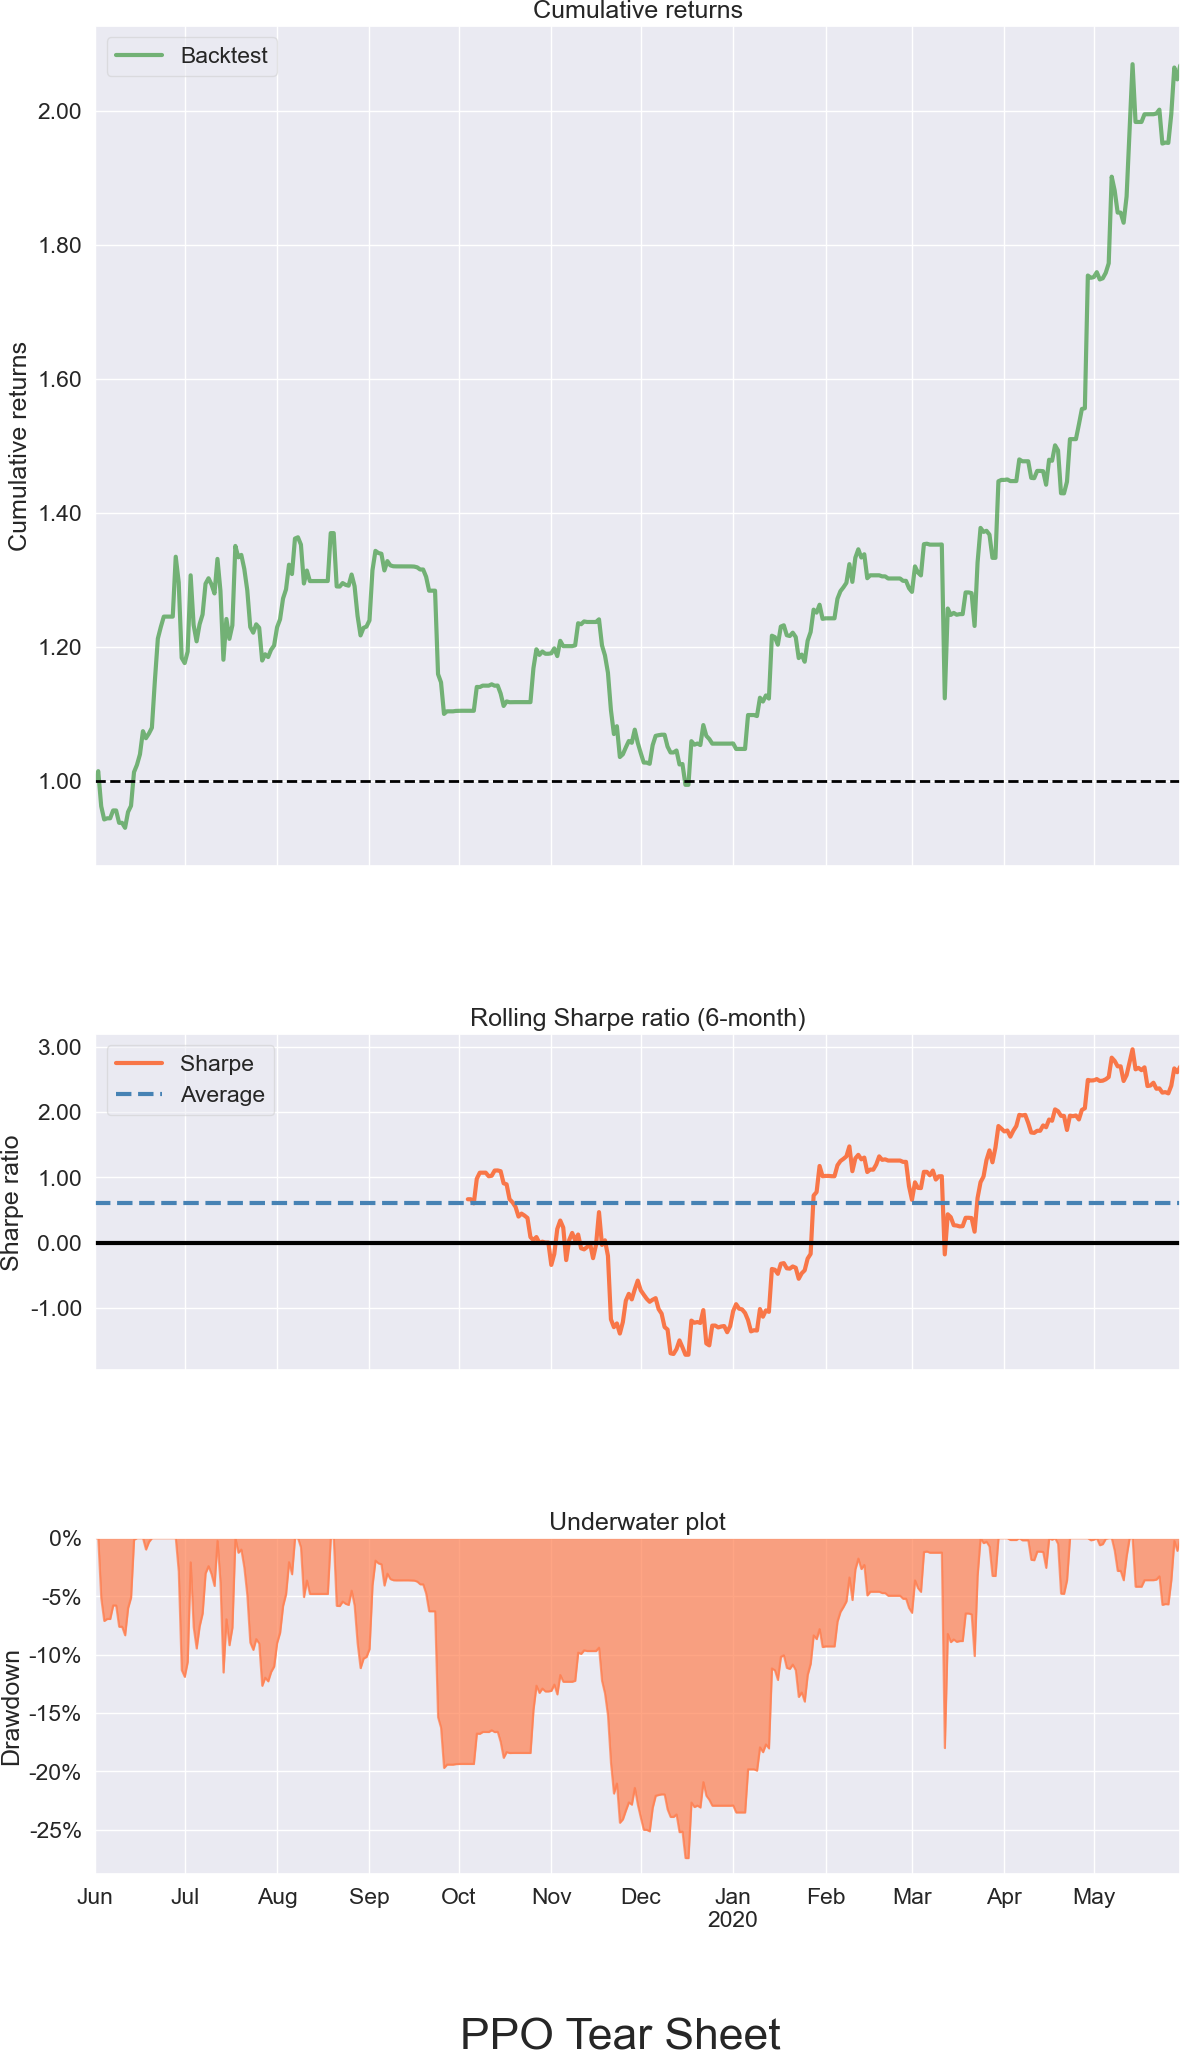 Cumulative returns
Backtest
2.00
1.80
1.60
1.40
1.20
1.00
Cumulative returns
Rolling Sharpe ratio (6-month)
Sharpe
Average
3.00
2.00
1.00
0.00
-1.00
Sharpe ratio
Underwater plot
0%
-5%
-10%
-15%
-20%
-25%
Drawdown
Jun Jul Aug Sep Oct Nov Dec Jan Feb Mar Apr May
2020
PPO Tear Sheet